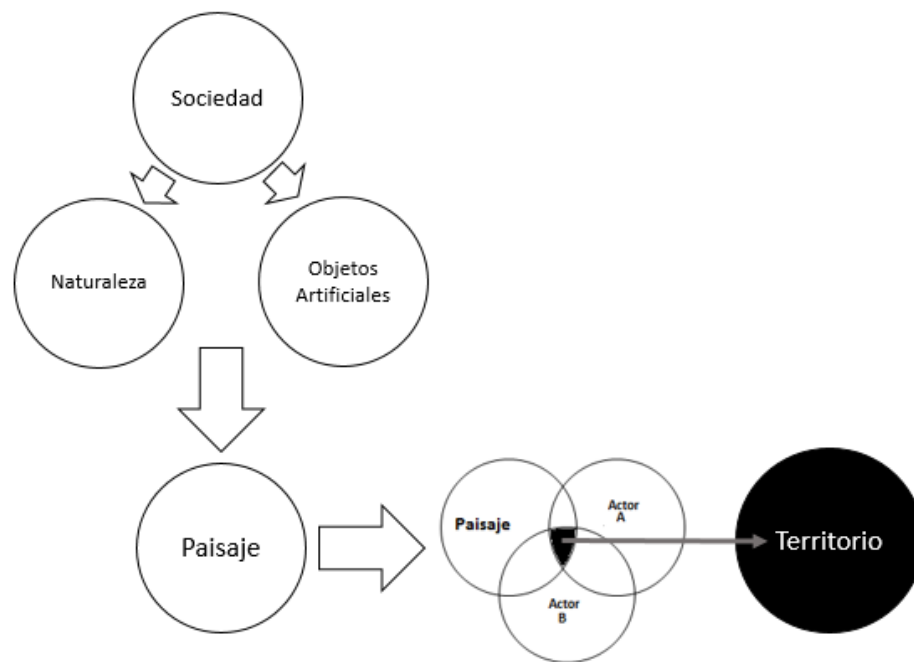 Sociedad
Naturaleza
Objetos
Artificiales
Paisaje
Paisaje
Actor
A
Actor
B
Territorio